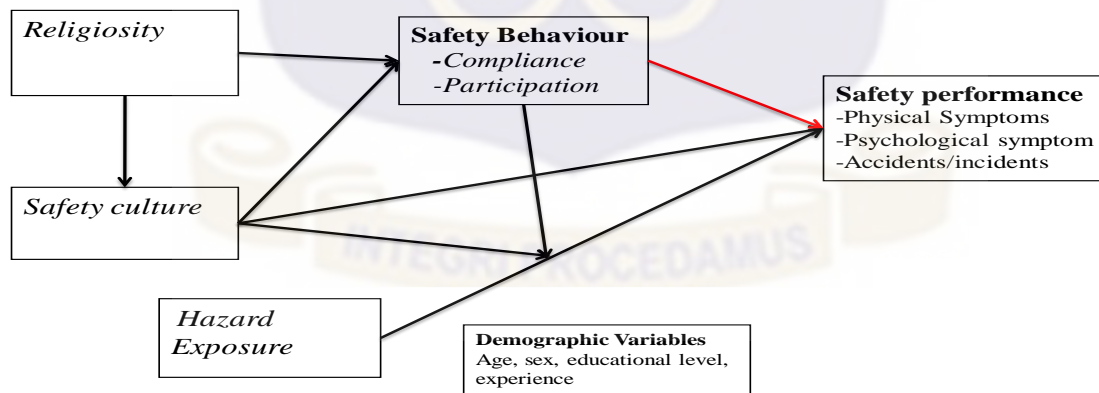 Religiosity
Safety Behaviour
-Compliance
-Participation
Safety performance
-Physical Symptoms
-Psychological symptom
-Accidents/incidents
Safety culture
INTEGRI PROCEDAMUS
Hazard
Exposure
Demographic Variables
Age, sex, educational level,
experience